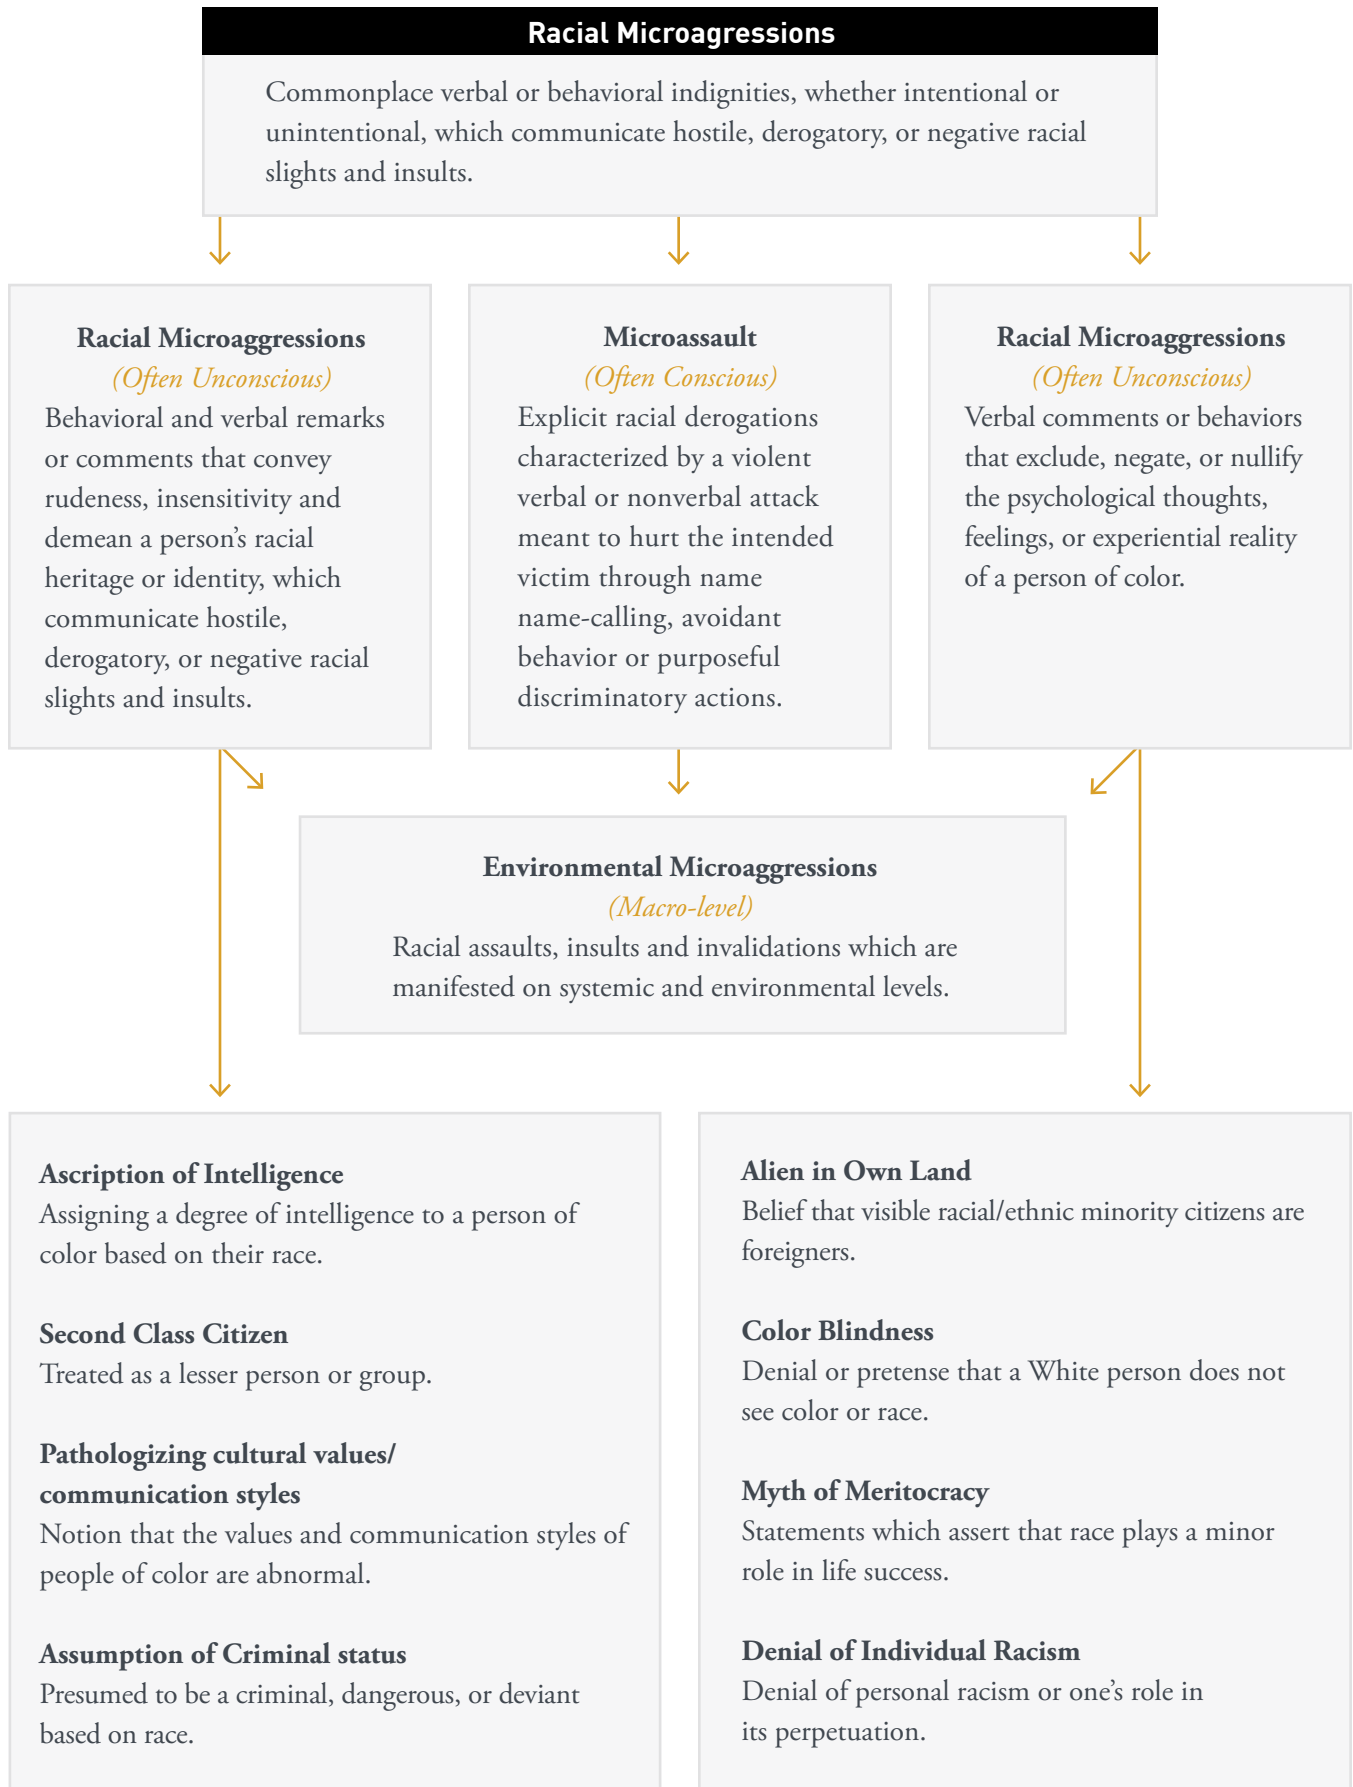 Racial Microagressions
Commonplace verbal or behavioral indignities, whether intentional or
unintentional, which communicate hostile, derogatory, or negative racial
slights and insults.
Racial Microaggressions
(Often Unconscious)
Behavioral and verbal remarks
or comments that convey
rudeness, insensitivity and
demean a person’s racial
heritage or identity, which
communicate hostile,
derogatory, or negative racial
slights and insults.
Microassault
(Often Conscious)
Explicit racial derogations
characterized by a violent
verbal or nonverbal attack
meant to hurt the intended
victim through name
name-calling, avoidant
behavior or purposeful
discriminatory actions.
Racial Microaggressions
(Often Unconscious)
Verbal comments or behaviors
that exclude, negate, or nullify
the psychological thoughts,
feelings, or experiential reality
of a person of color.
Environmental Microaggressions
(Macro-level)
Racial assaults, insults and invalidations which are
manifested on systemic and environmental levels.
Ascription of Intelligence
Assigning a degree of intelligence to a person of
color based on their race.
Second Class Citizen
Treated as a lesser person or group.
Pathologizing cultural values/
communication styles
Notion that the values and communication styles of
people of color are abnormal.
Assumption of Criminal status
Presumed to be a criminal, dangerous, or deviant
based on race.
Alien in Own Land
Belief that visible racial/ethnic minority citizens are
foreigners.
Color Blindness
Denial or pretense that a White person does not
see color or race.
Myth of Meritocracy
Statements which assert that race plays a minor
role in life success.
Denial of Individual Racism
Denial of personal racism or one’s role in
its perpetuation.